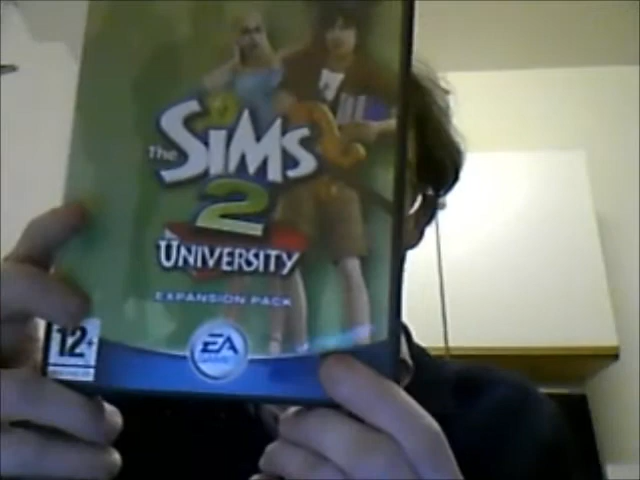 The SiMS
2
UNIVERSITY
EXPANSION PACK
12+
EA